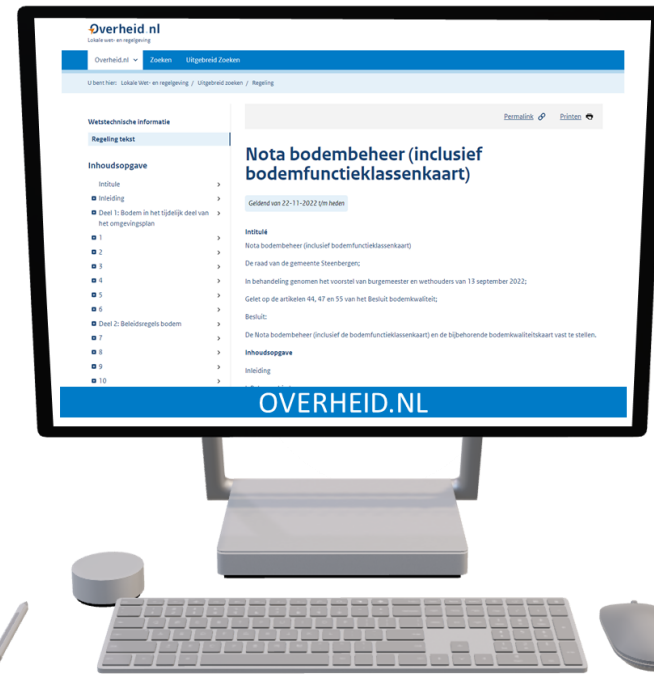 Overheid.nl
Lokale wet- en regelgeving
Overheid.nl Zoeken Uitgebreid Zoeken
U bent hier: Lokale Wet- en regelgeving / Uitgebreid zoeken / Regeling
Wetstechnische informatie
Regeling tekst
Inhoudsopgave
Intitule
Inleiding
Deel 1: Bodem in het tijdelijk deel van
het omgevingsplan
1
2
3
4
5
6
Deel 2: Beleidsregels bodem
7
8
9
10
Permalink Printen
Nota bodembeheer (inclusief
bodemfunctieklassenkaart)
Geldend van 22-11-2022 t/m heden
Intitulé
Nota bodembeheer (inclusief bodemfunctieklassenkaart)
De raad van de gemeente Steenbergen;
In behandeling genomen het voorstel van burgemeester en wethouders van 13 september 2022;
Gelet op de artikelen 44, 47 en 55 van het Besluit bodemkwaliteit;
Besluit:
De Nota bodembeheer (inclusief de bodemfunctieklassenkaart) en de bijbehorende bodemkwaliteitskaart vast te stellen.
Inhoudsopgave
Inleiding
OVERHEID.NL